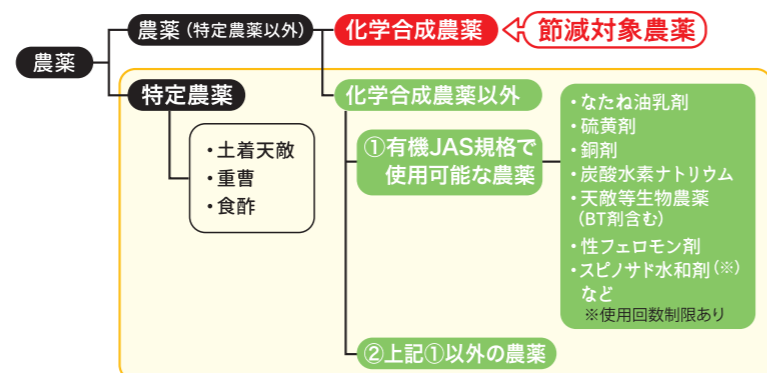 農薬
農薬（特定農薬以外）
化学合成農薬
節減対象農薬
特定農薬
・土着天敵
・重曹
・食酢
化学合成農薬以外
①有機JAS規格で
使用可能な農薬
・なたね油乳剤
・硫黄剤
・銅剤
・炭酸水素ナトリウム
・天敵等生物農薬
（BT剤含む）
・性フェロモン剤
・スピノサド水和剤（※）
など
※使用回数制限あり
②上記①以外の農薬